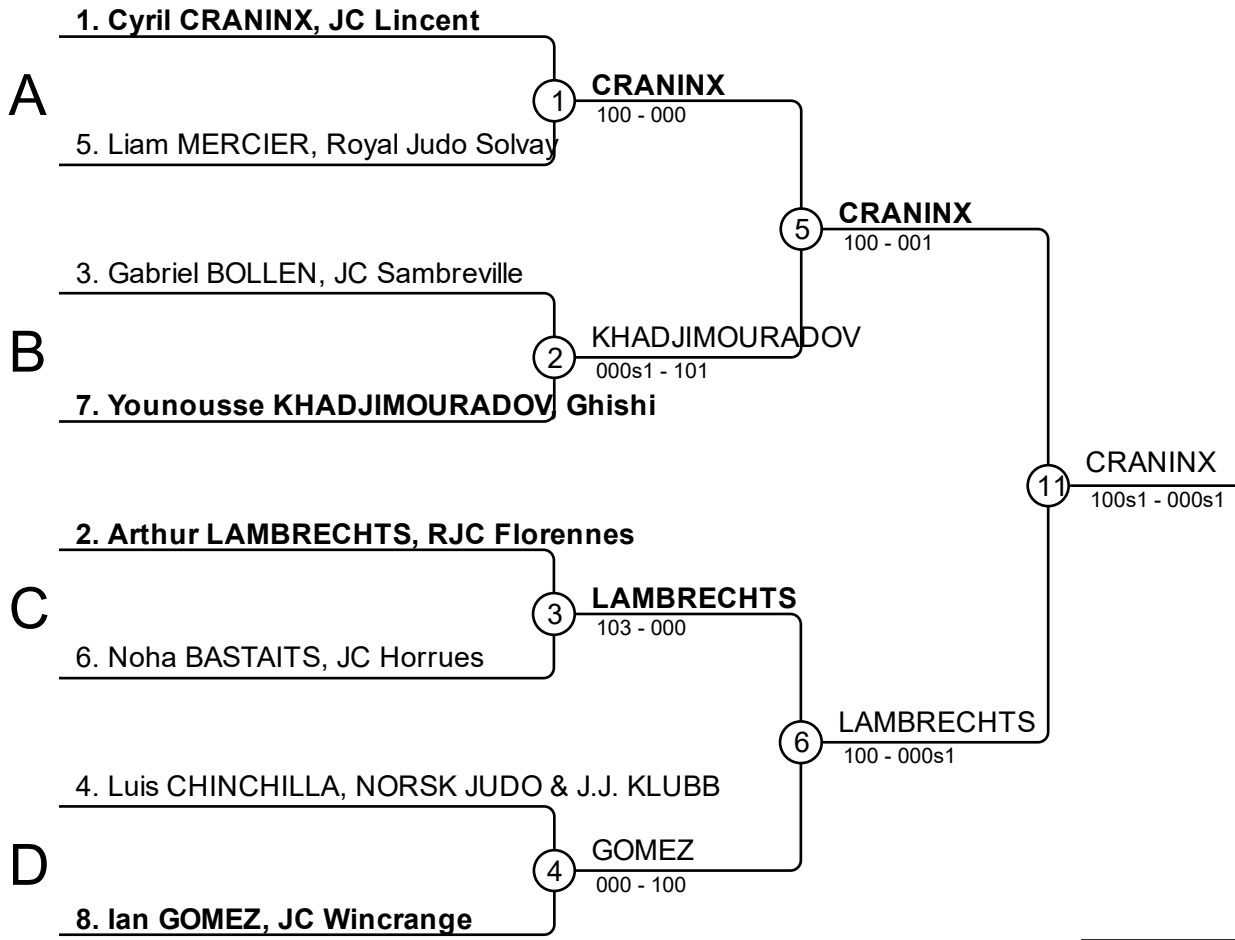 1. Cyril CRANINX, JC Lincent
A
1
CRANINX
100 - 000
5. Liam MERCIER, Royal Judo Solvay
5
CRANINX
100 - 001
3. Gabriel BOLLEN, JC Sambreville
B
2
KHADJIMOURADOV
000s1 - 101
7. Younousse KHADJIMOURADOV, Ghishi
11
CRANINX
100s1 - 000s1
2. Arthur LAMBRECHTS, RJC Florennes
C
3
LAMBRECHTS
103 - 000
6. Noha BASTAITS, JC Horrues
6
LAMBRECHTS
100 - 000s1
4. Luis CHINCHILLA, NORSK JUDO & J.J. KLUBB
D
4
GOMEZ
000 - 100
8. Ian GOMEZ, JC Wincrange